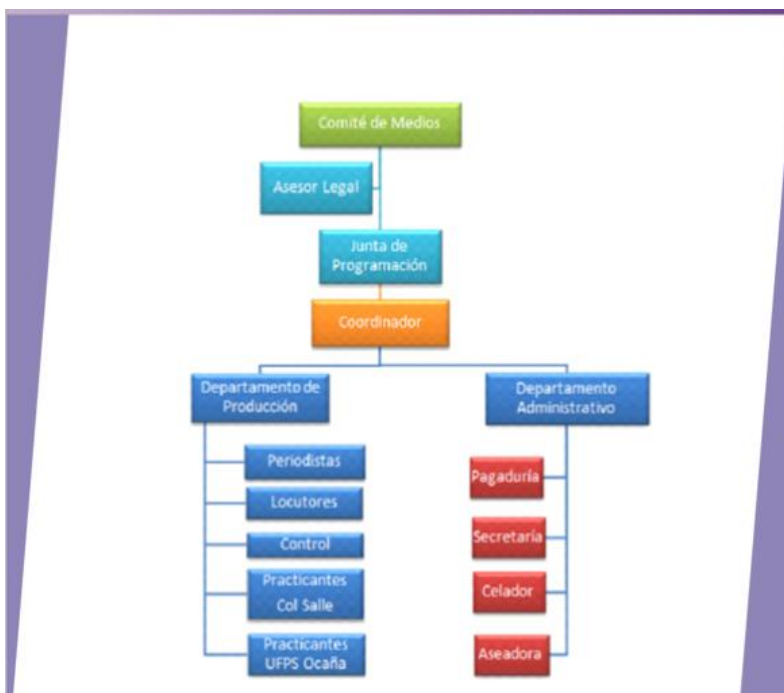 Comité de Medios
Asesor Legal
Junta de
Programación
Coordinador
Departamento de
Producción
Departamento
Administrativo
Periodistas
Locutores
Control
Practicantes
Col Salle
Practicantes
UFPS Ocaña
Pagaduría
Secretaría
Celador
Aseadora